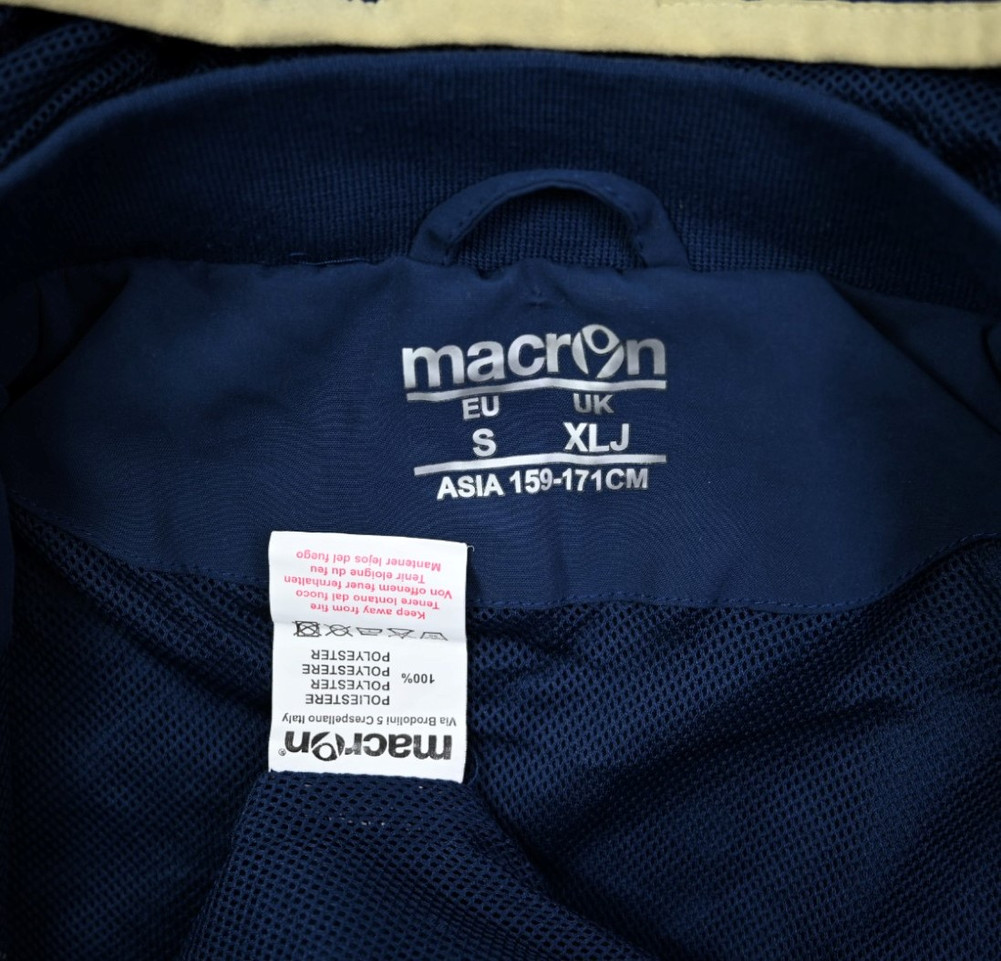 macron
EU UK
S XLJ
ASIA 159-171CM
macron®
Via Brodolini 5 Crespellano Italy
POLIESTERE
100% POLYESTER
POLYESTERE
POLYESTER
Keep away from fire
Tenere lontano dal fuoco
Von offenem feuer fernhalten
Tenir eloigne du feu
Mantener lejos del fuego